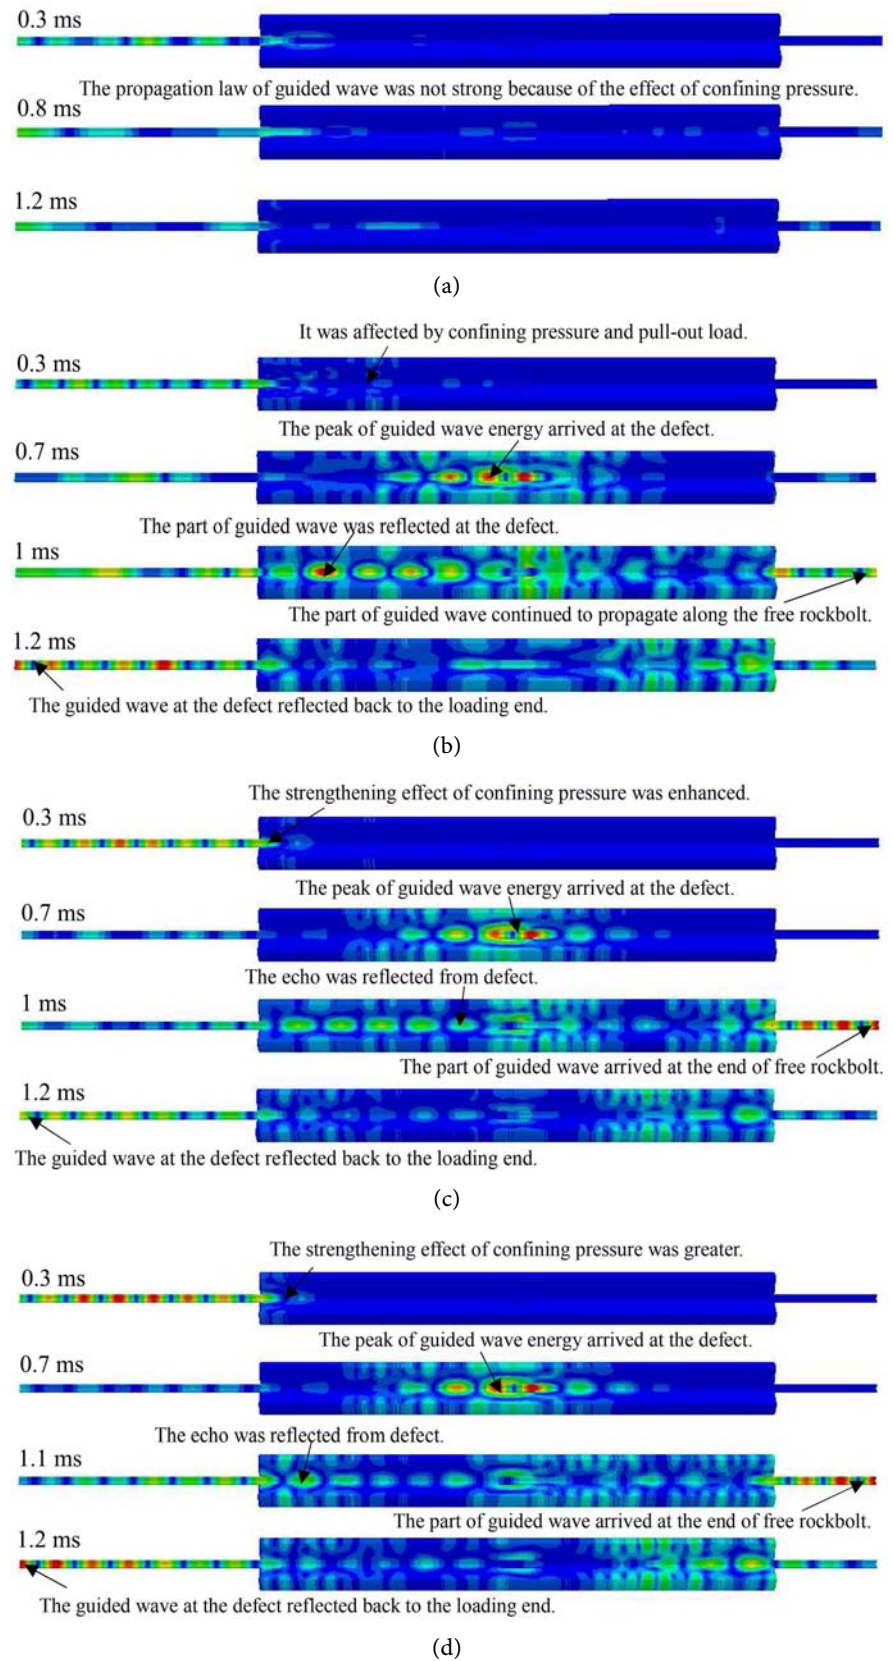 0.3 ms
The propagation law of guided wave was not strong because of the effect of confining pressure.
0.8 ms
1.2 ms
(a)
It was affected by confining pressure and pull-out load.
0.3 ms
The peak of guided wave energy arrived at the defect.
0.7 ms
The part of guided wave was reflected at the defect.
1 ms
The part of guided wave continued to propagate along the free rockbolt.
1.2 ms
The guided wave at the defect reflected back to the loading end.
(b)
The strengthening effect of confining pressure was enhanced.
0.3 ms
The peak of guided wave energy arrived at the defect.
0.7 ms
The echo was reflected from defect.
1 ms
The part of guided wave arrived at the end of free rockbolt.
1.2 ms
The guided wave at the defect reflected back to the loading end.
(c)
The strengthening effect of confining pressure was greater.
0.3 ms
The peak of guided wave energy arrived at the defect.
0.7 ms
The echo was reflected from defect.
1.1 ms
The part of guided wave arrived at the end of free rockbolt.
1.2 ms
The guided wave at the defect reflected back to the loading end.
(d)